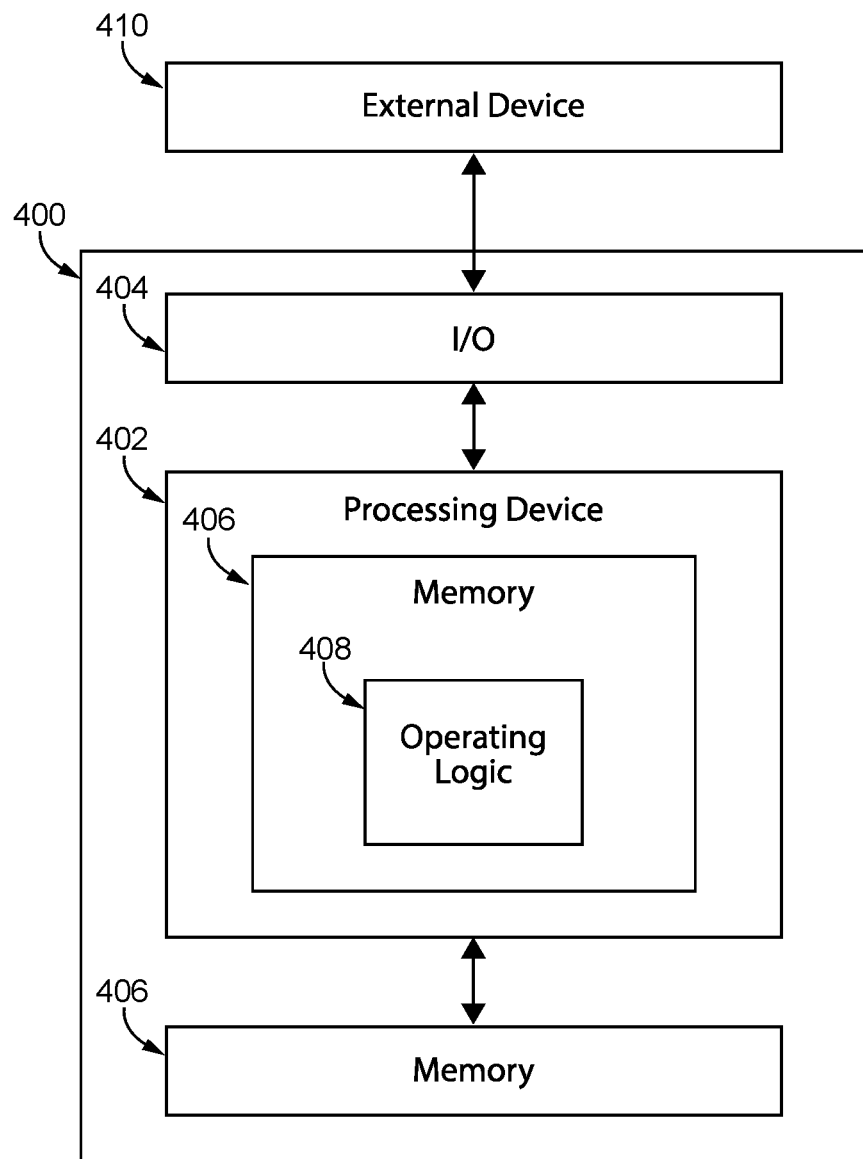 410
External Device
400
404
I/O
402
Processing Device
406
Memory
408
Operating
Logic
406
Memory